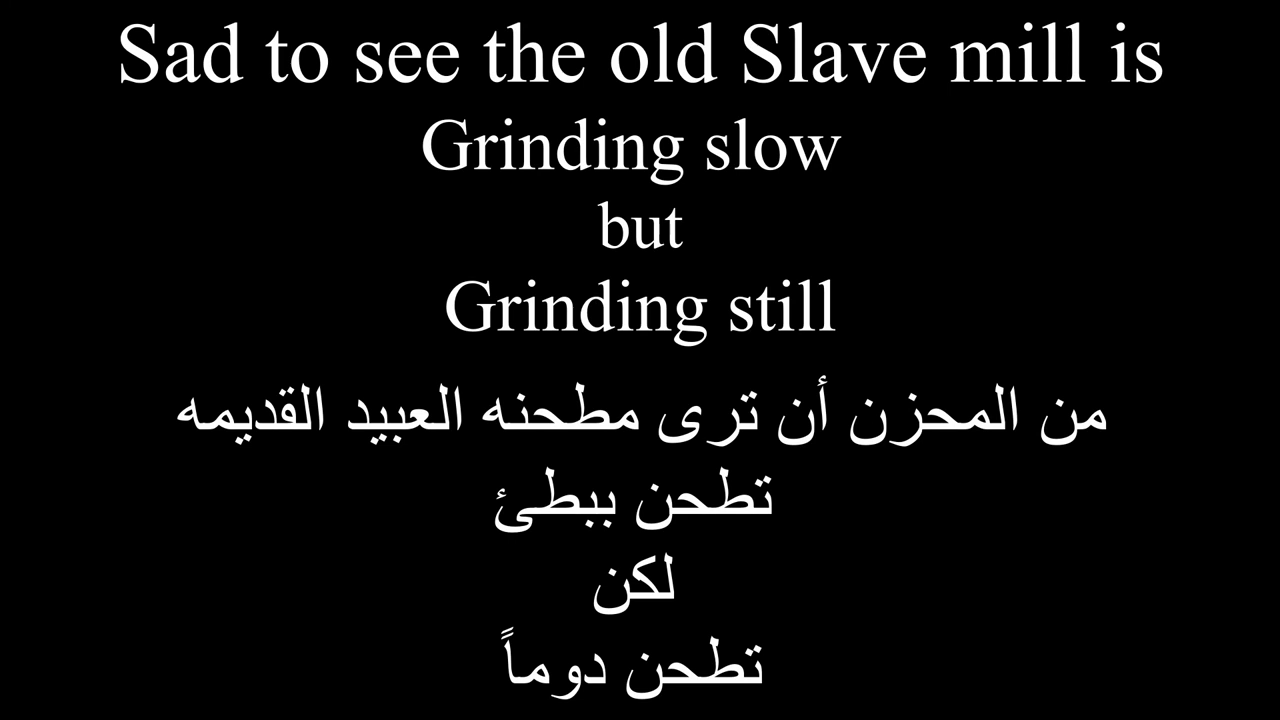 Sad to see the old Slave mill is
Grinding slow
but
Grinding still
من المحزن أن ترى مطحنه العبيد القديمه
تطحن ببطئ
لكن
تطحن دوماً